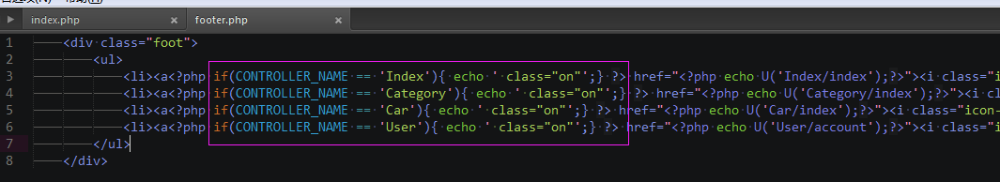 index.php × footer.php ×
1 <div class="foot">
2 <ul>
3 <li><a<?php if(CONTROLLER_NAME == 'Index'){ echo ' class="on"';} ?> href="<?php echo U('Index/index');?>"><i class="i
4 <li><a<?php if(CONTROLLER_NAME == 'Category'){ echo ' class="on"';} ?> href="<?php echo U('Category/index');?>"><i cl
5 <li><a<?php if(CONTROLLER_NAME == 'Car'){ echo ' class="on"';} ?> href="<?php echo U('Car/index');?>"><i class="icon-
6 <li><a<?php if(CONTROLLER_NAME == 'User'){ echo ' class="on"';} ?> href="<?php echo U('User/account');?>"><i class="i
7 </ul>
8 </div>